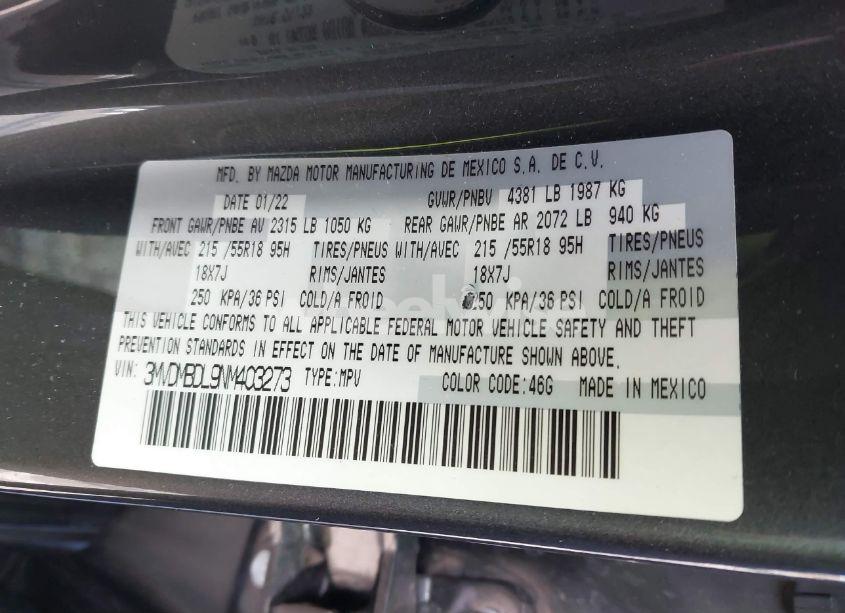 MFD. BY MAZDA MOTOR MANUFACTURING DE MEXICO S.A. DE C.V.
DATE 01/22 GVWR/PNBV 4381 LB 1987 KG
FRONT GAWR/PNBE AV 2315 LB 1050 KG REAR GAWR/PNBE AR 2072 LB 940 KG
WITH/AVEC 215 /55R18 95H TIRES/PNEUS WITH/AVEC 215 /55R18 95H TIRES/PNEUS
18X7J RIMS/JANTES 18X7J RIMS/JANTES
250 KPA/36 PSI COLD/A FROID 250 KPA/36 PSI COLD/A FROID
THIS VEHICLE CONFORMS TO ALL APPLICABLE FEDERAL MOTOR VEHICLE SAFETY AND THEFT
PREVENTION STANDARDS IN EFFECT ON THE DATE OF MANUFACTURE SHOWN ABOVE.
VIN: 3MVDMBDL9NM403273 TYPE:MPV COLOR CODE:46G MADE IN MEXICO